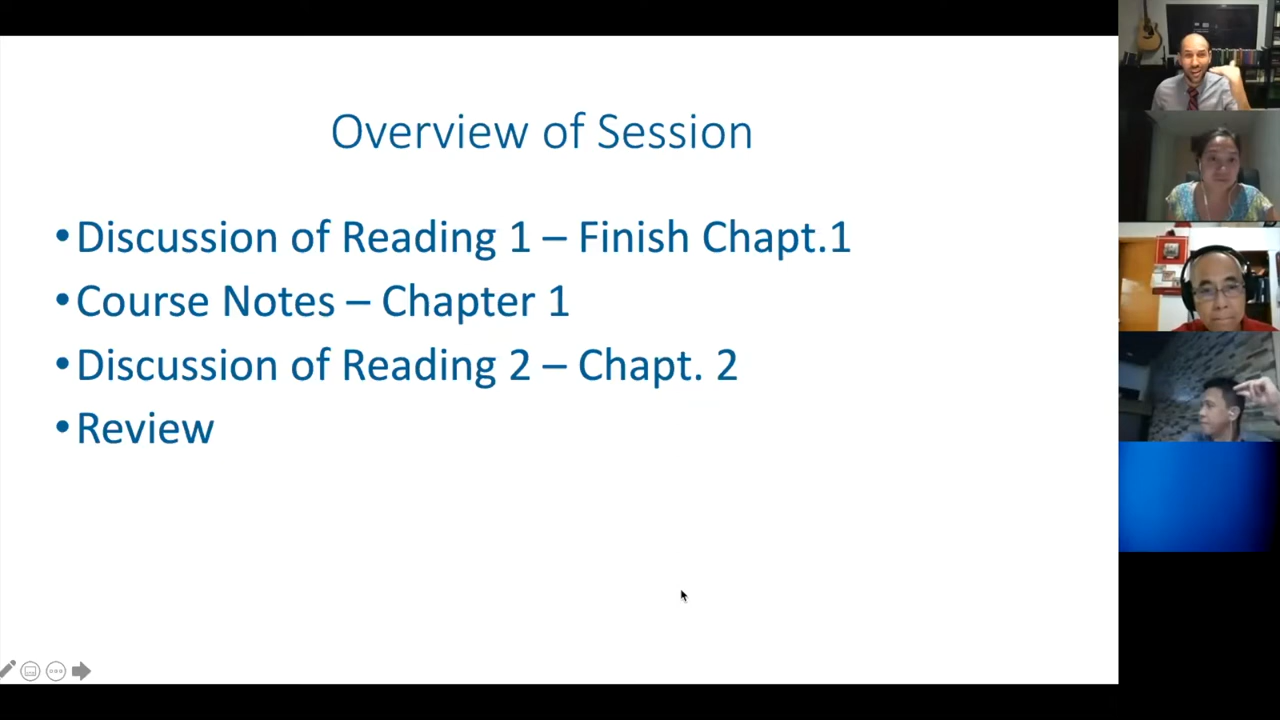 Overview of Session
•Discussion of Reading 1 – Finish Chapt.1
•Course Notes – Chapter 1
•Discussion of Reading 2 – Chapt. 2
•Review